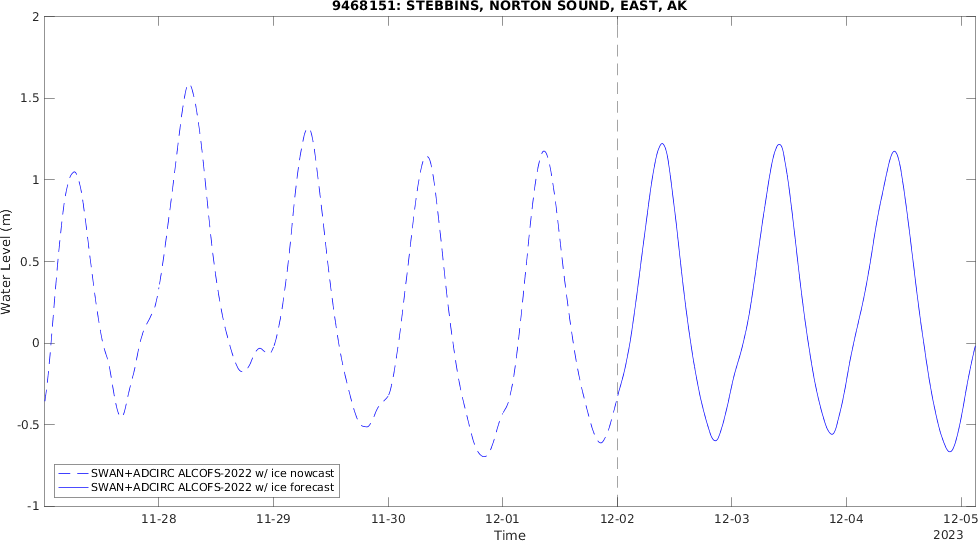 9468151: STEBBINS, NORTON SOUND, EAST, AK
2
1.5
1
0.5
0
-0.5
-1
Water Level (m)
SWAN+ADCIRC ALCOFS-2022 w/ ice nowcast
SWAN+ADCIRC ALCOFS-2022 w/ ice forecast
11-28 11-29 11-30 12-01 12-02 12-03 12-04 12-05
Time
2023